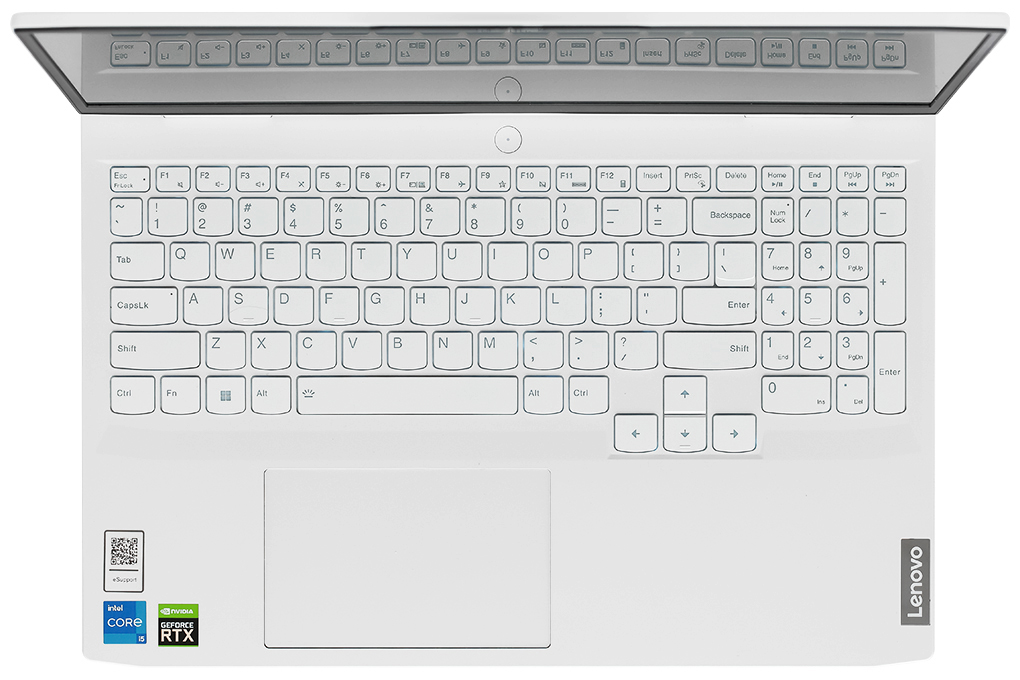 Esc F1 F2 F3 F4 F5 F6 F7 F8 F9 F10 F11 F12 Insert PrtSc Delete Home End PgUp PgDn
FnLock
~ ! @ # $ % ^ & * ( ) — + Backspace Num / * −
` 1 2 3 4 5 6 7 8 9 0 - = Lock
Tab Q W E R T Y U I O P { } | 7 8 9 +
[ ] \ Home PgUp
CapsLk A S D F G H J K L : " Enter 4 5 6
; '
Shift Z X C V B N M < > ? Shift 1 2 3 Enter
, . / End PgDn
Ctrl Fn Alt Alt Ctrl 0 .
Ins Del
eSupport
intel
CORE
i5
NVIDIA
GEFORCE
RTX
Lenovo